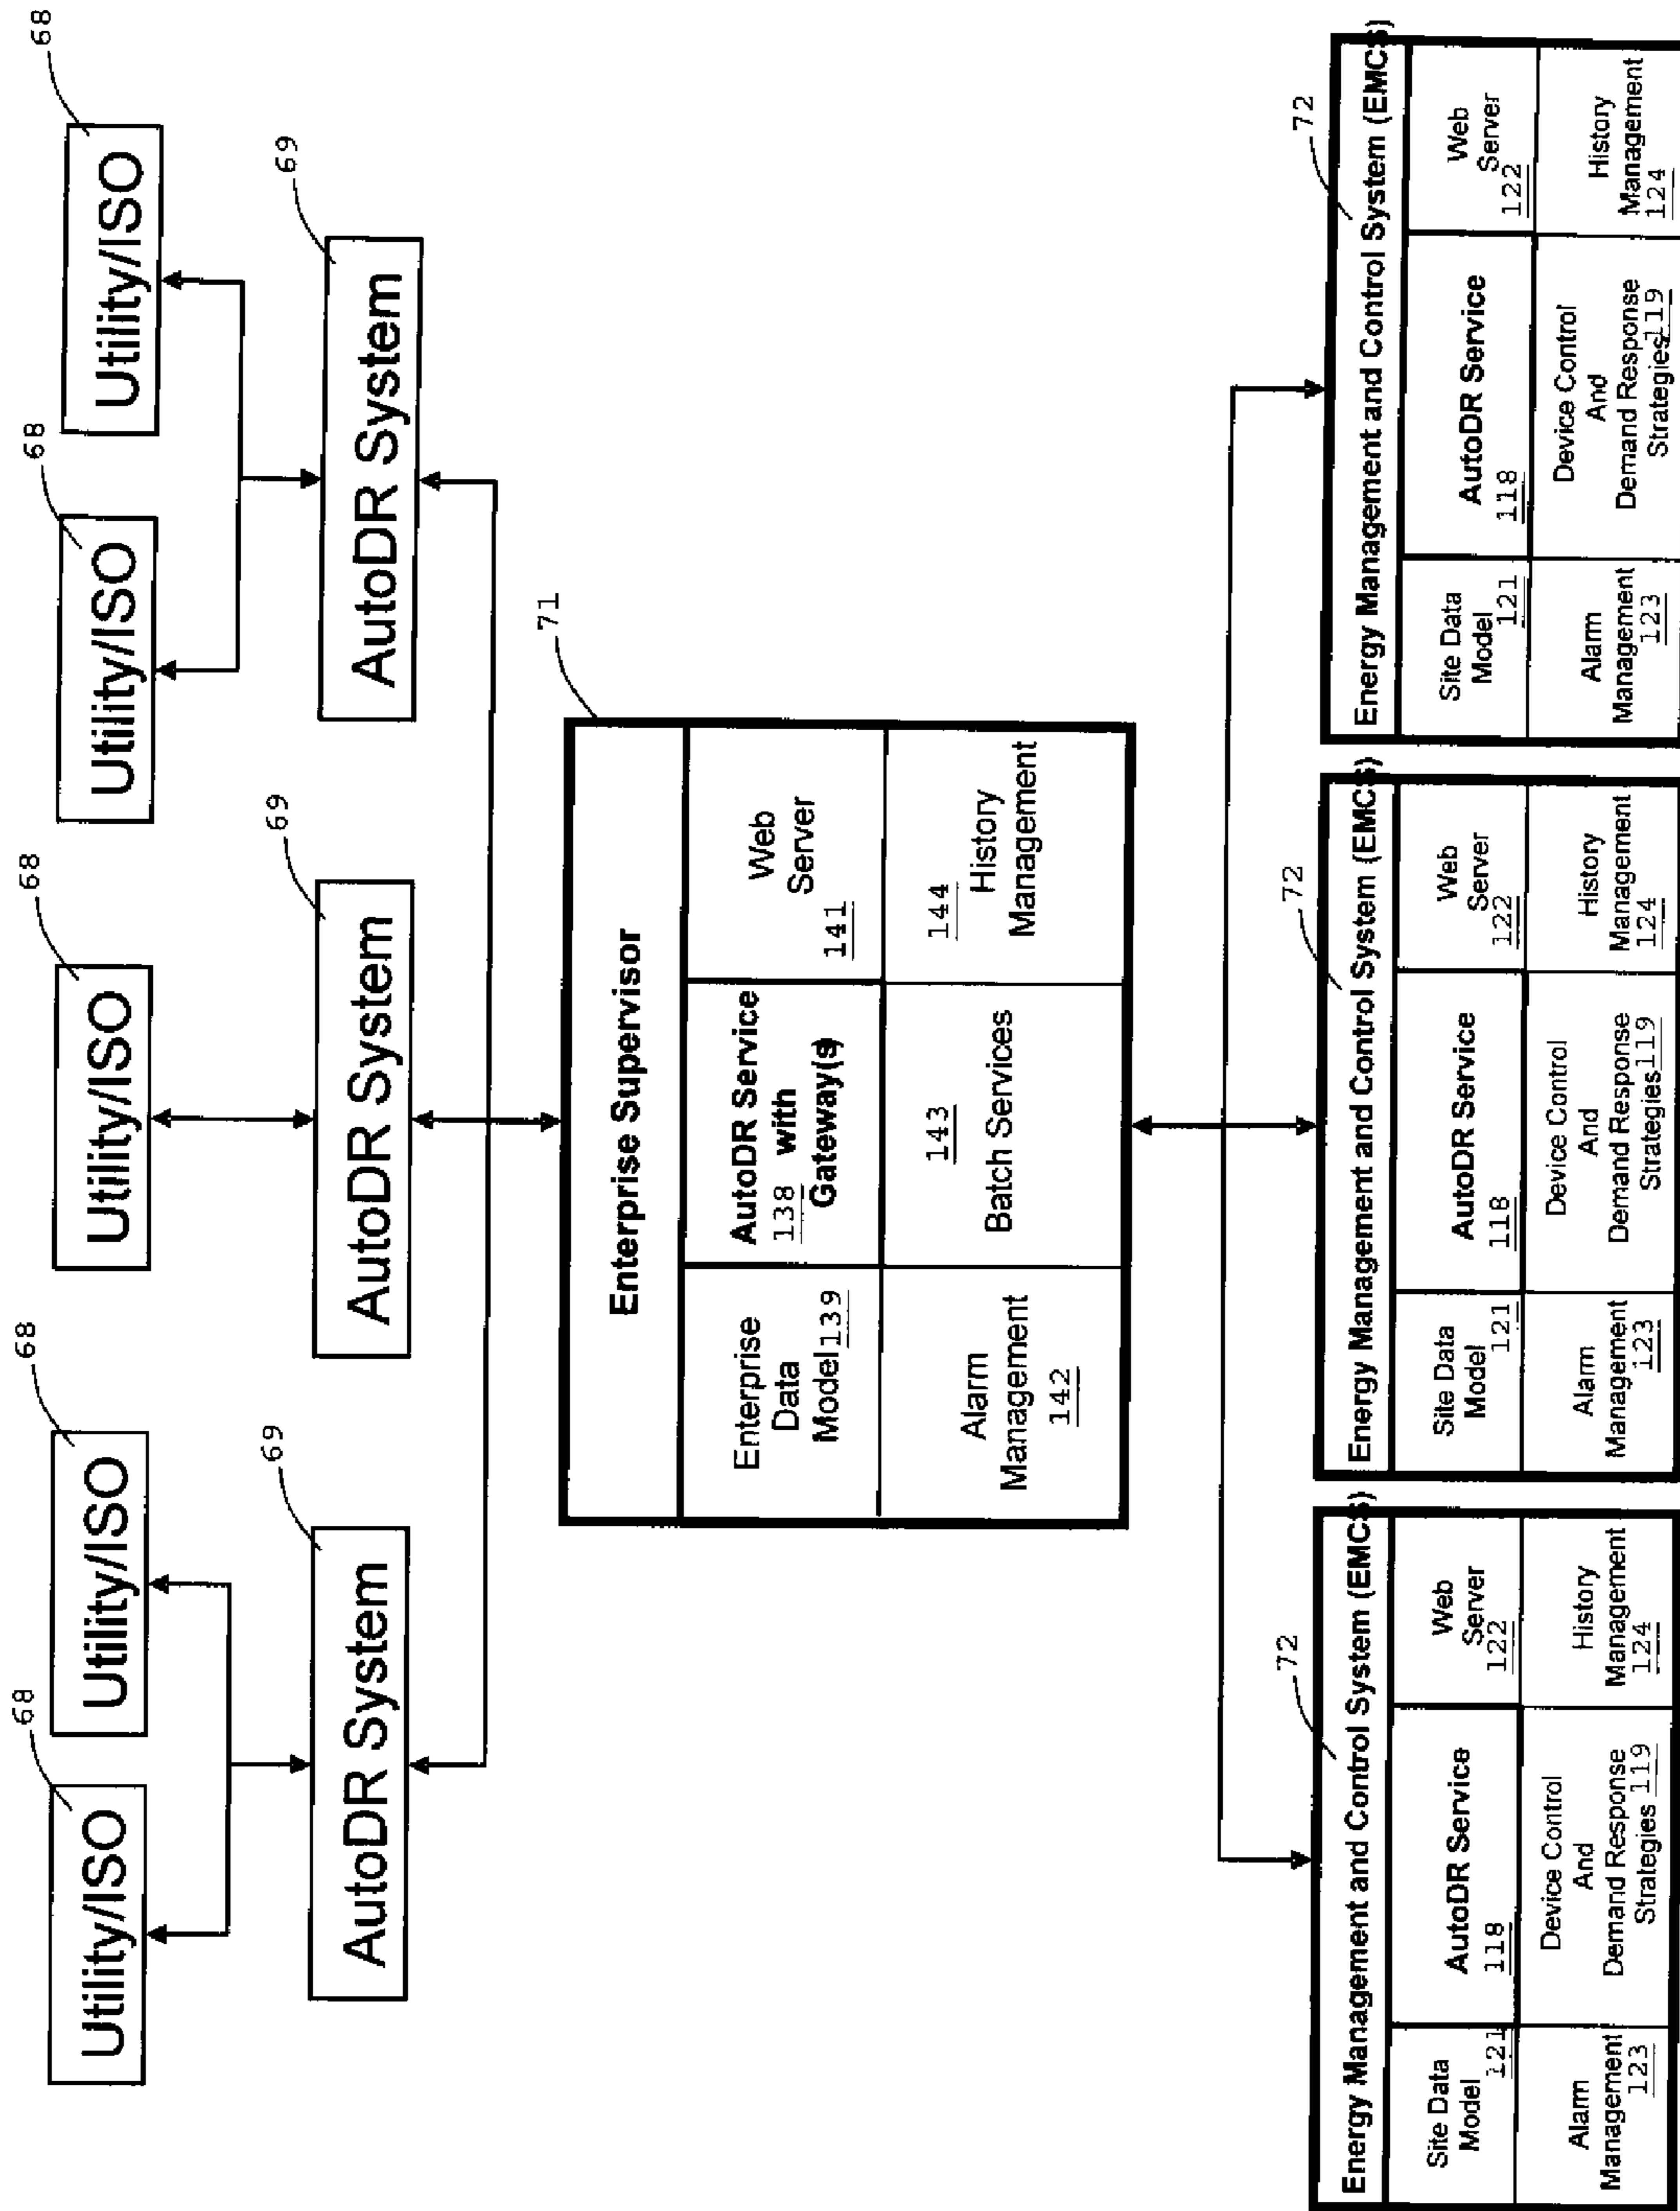 68
Utility/ISO
68
Utility/ISO
68
Utility/ISO
68
Utility/ISO
68
Utility/ISO
69
AutoDR System
69
AutoDR System
69
AutoDR System
71
Enterprise Supervisor
Enterprise
Data
Model 139
AutoDR Service
138 with
Gateway(s)
Web
Server
141
Alarm
Management
142
143
Batch Services
144
History
Management
72
Energy Management and Control System (EMCS)
Site Data
Model
121
AutoDR Service
118
Web
Server
122
Alarm
Management
123
Device Control
And
Demand Response
Strategies 119
History
Management
124
72
Energy Management and Control System (EMCS)
Site Data
Model
121
AutoDR Service
118
Web
Server
122
Alarm
Management
123
Device Control
And
Demand Response
Strategies 119
History
Management
124
72
Energy Management and Control System (EMCS)
Site Data
Model
121
AutoDR Service
118
Web
Server
122
Alarm
Management
123
Device Control
And
Demand Response
Strategies 119
History
Management
124